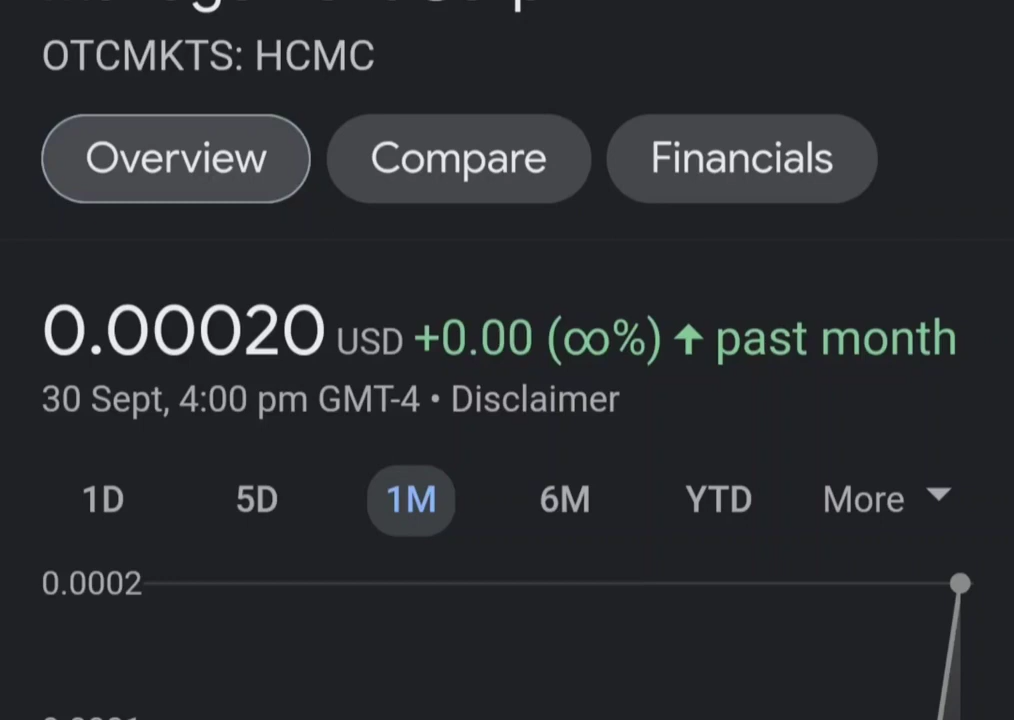 OTCMKTS: HCMC
Overview Compare Financials
0.00020 USD +0.00 (∞%) ↑ past month
30 Sept, 4:00 pm GMT-4 • Disclaimer
1D 5D 1M 6M YTD More
0.0002